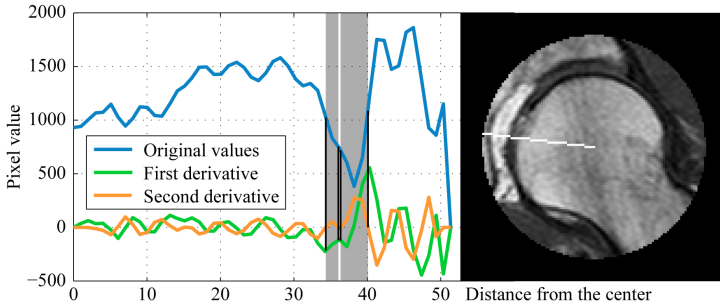 2000
1500
1000
500
0
−500
Pixel value
Original values
First derivative
Second derivative
0 10 20 30 40 50
Distance from the center